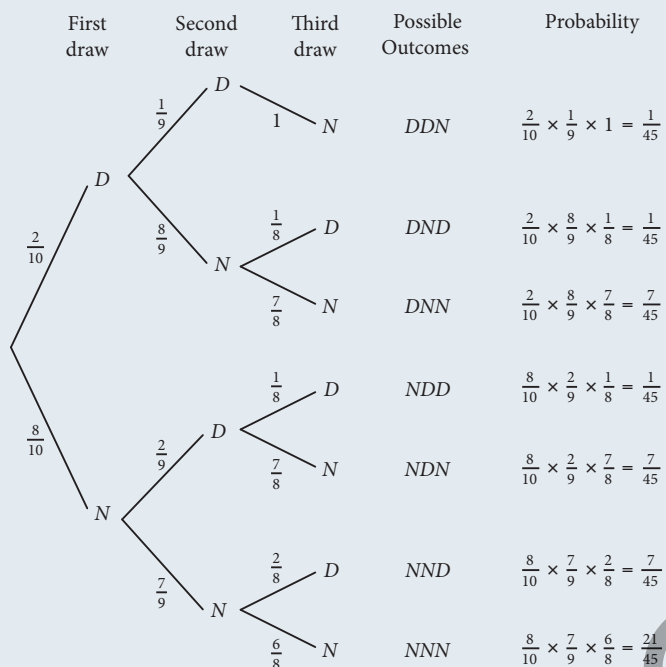 First draw Second draw Third draw Possible Outcomes Probability
D
1/9
1 N DDN 2/10 × 1/9 × 1 = 1/45
D
2/10
8/9
1/8 D DND 2/10 × 8/9 × 1/8 = 1/45
N
7/8 N DNN 2/10 × 8/9 × 7/8 = 7/45
1/8 D NDD 8/10 × 2/9 × 1/8 = 1/45
8/10
2/9
D
7/8 N NDN 8/10 × 2/9 × 7/8 = 7/45
N
2/8 D NND 8/10 × 7/9 × 2/8 = 7/45
7/9
N
6/8 N NNN 8/10 × 7/9 × 6/8 = 21/45